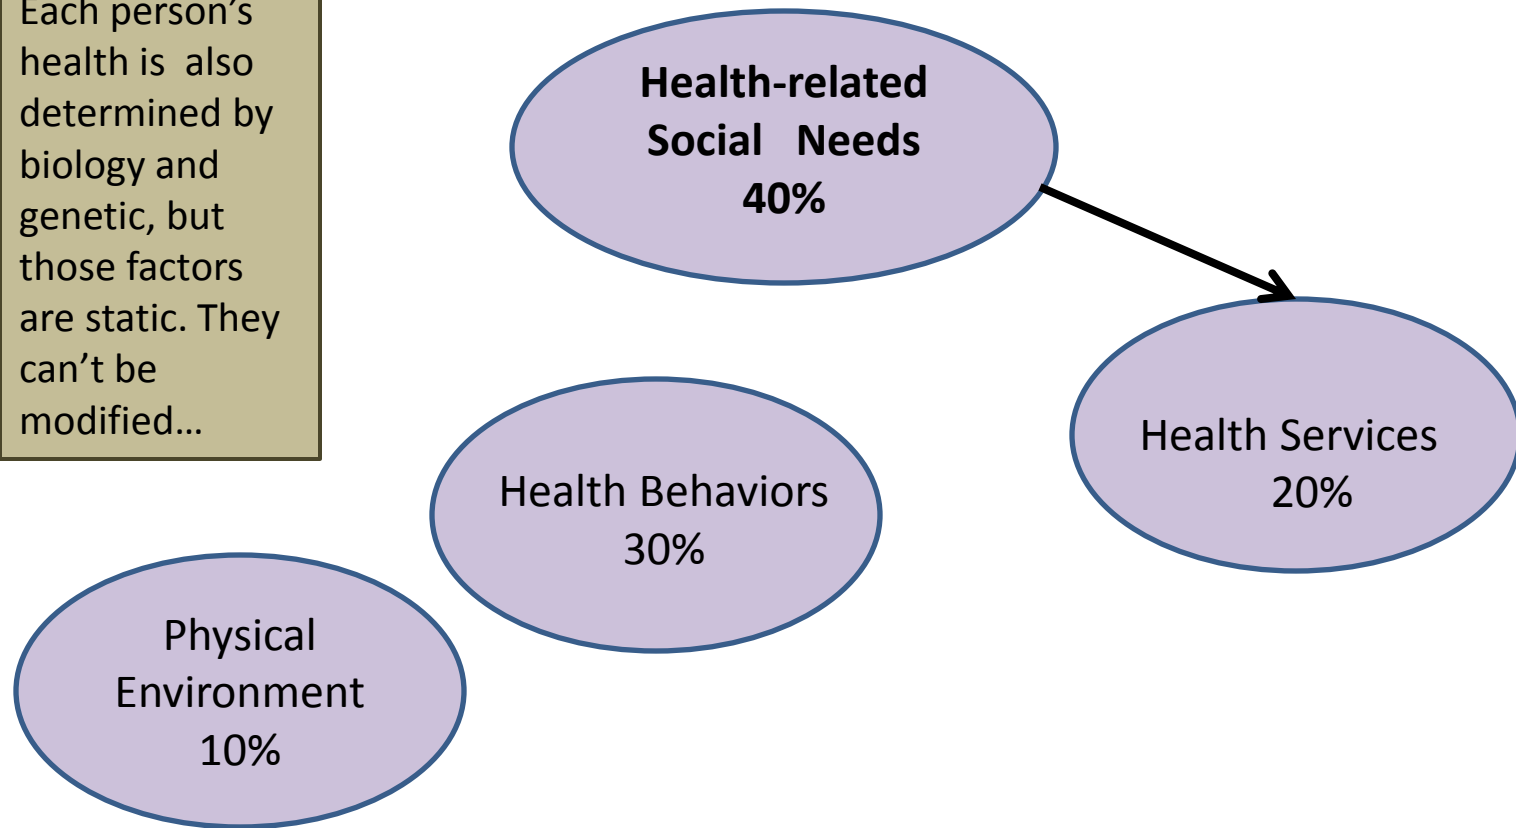 Each person’s
health is  also
determined by
biology and
genetic, but
those factors
are static. They
can’t be
modified…
Health-related
Social   Needs
40%
Health Services
20%
Health Behaviors
30%
Physical
Environment
10%